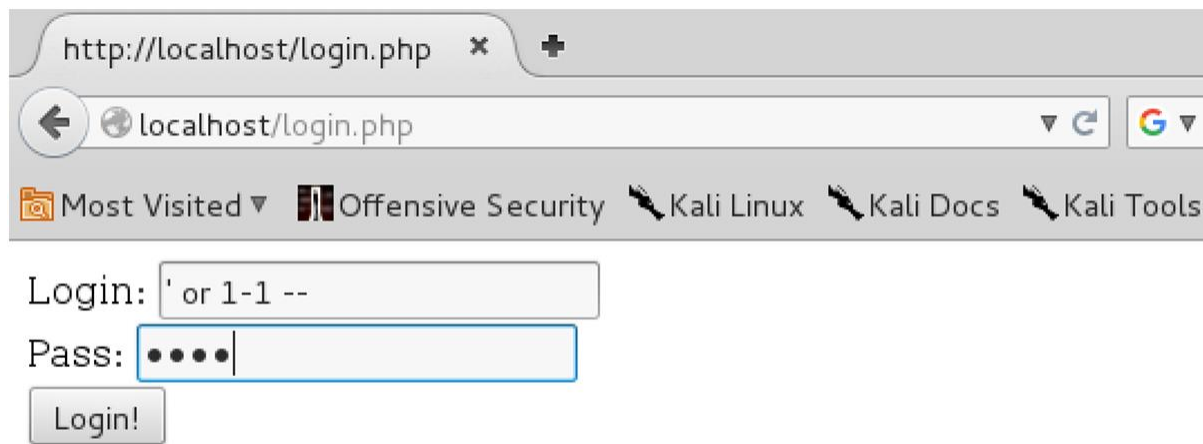 http://localhost/login.php
localhost/login.php
Most Visited Offensive Security Kali Linux Kali Docs Kali Tools
Login: ' or 1-1 --
Pass: ••••
Login!